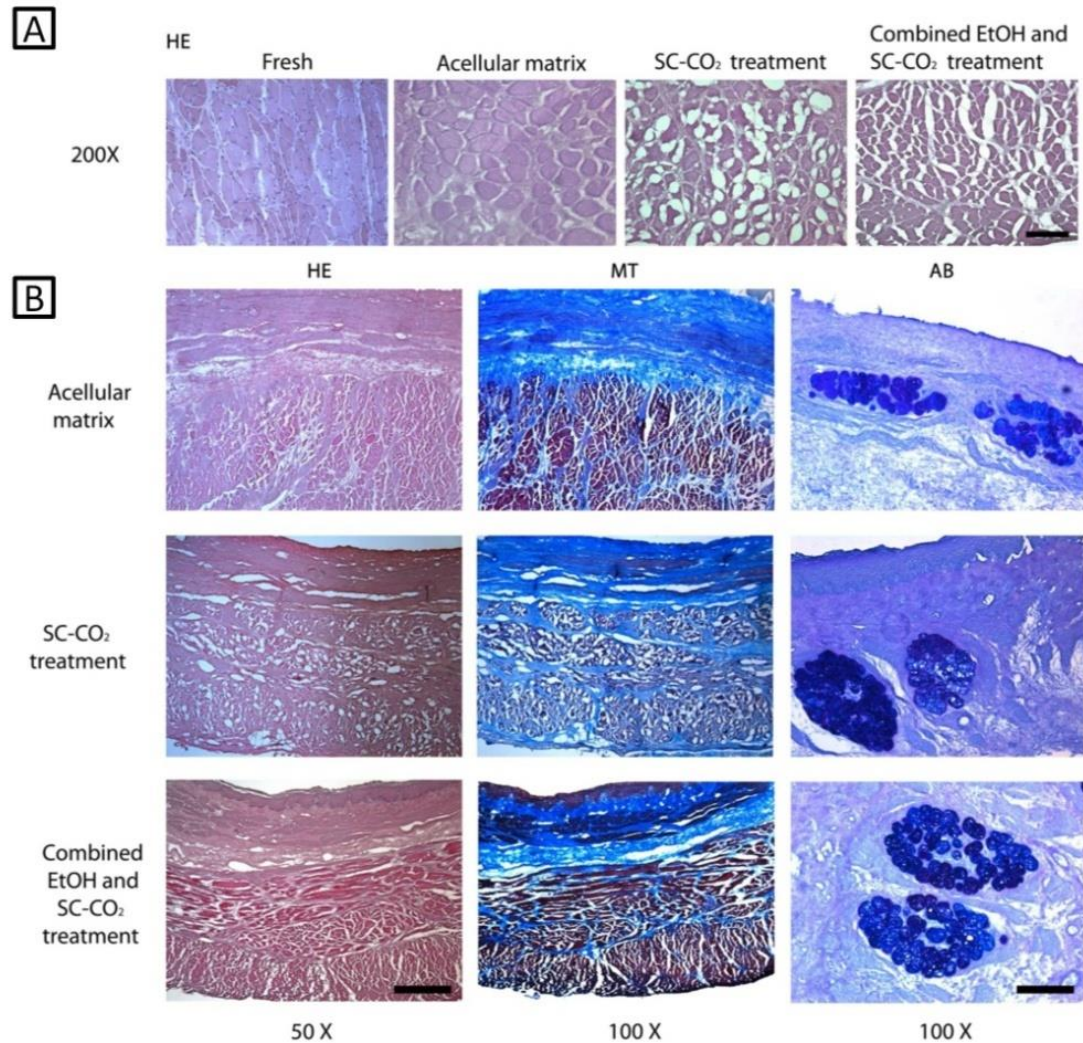 A
HE
Fresh
Acellular matrix
SC-CO₂ treatment
Combined EtOH and
SC-CO₂ treatment
200X
B
HE
MT
AB
Acellular
matrix
SC-CO₂
treatment
Combined
EtOH and
SC-CO₂
treatment
50 X
100 X
100 X